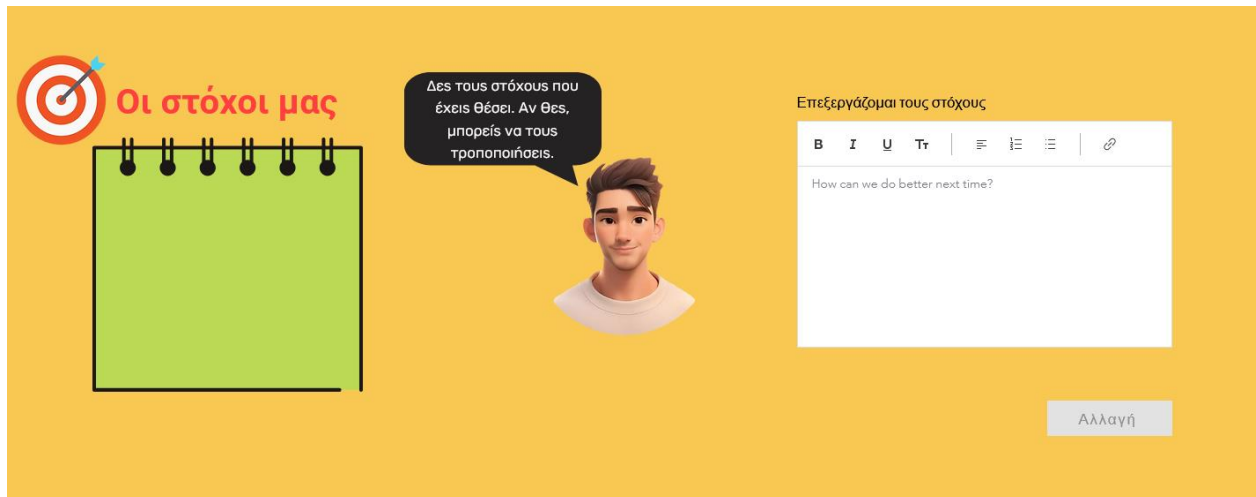 Οι στόχοι μας
Δες τους στόχους που
έχεις θέσει. Αν θες,
μπορείς να τους
τροποποιήσεις.
Επεξεργάζομαι τους στόχους
B I U Tт
How can we do better next time?
Αλλαγή